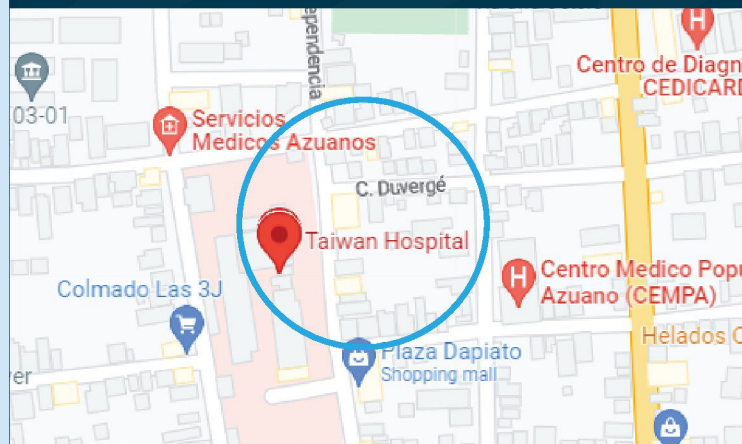 ependencia
Centro de Diagn
CEDICARD
03-01
Servicios
Medicos Azuanos
C. Duvergé
Taiwan Hospital
Centro Medico Popu
Azuano (CEMPA)
Colmado Las 3J
Helados C
Plaza Dapiato
Shopping mall
ver